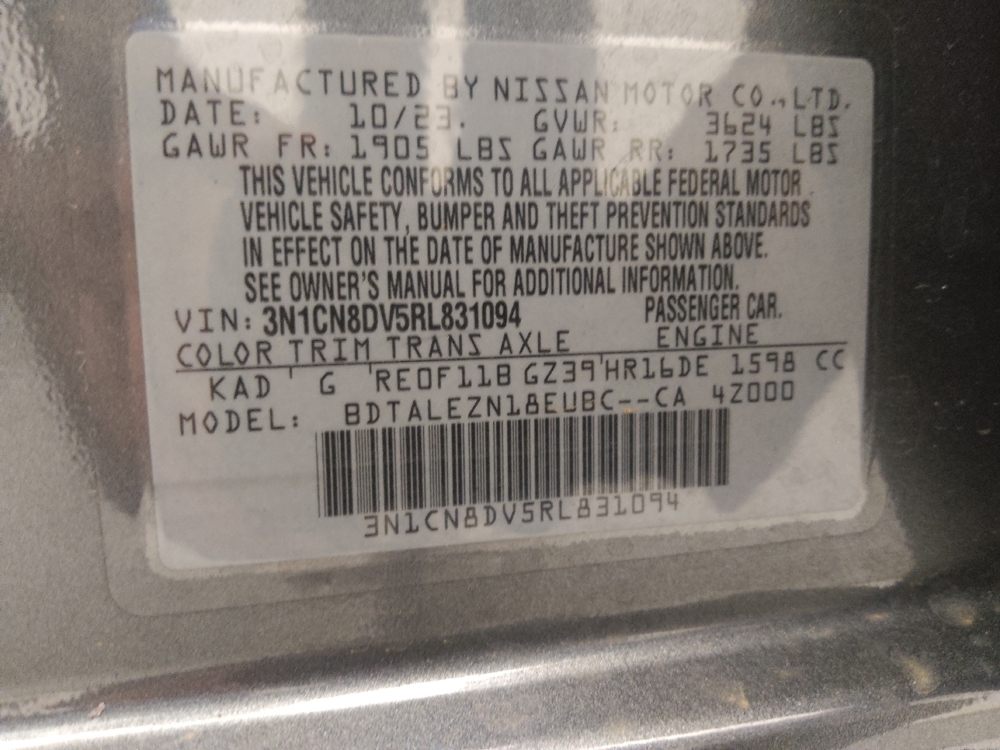 MANUFACTURED BY NISSAN MOTOR CO.,LTD.
DATE: 10/23. GVWR: 3624 LBS
GAWR FR: 1905 LBS GAWR RR: 1735 LBS
THIS VEHICLE CONFORMS TO ALL APPLICABLE FEDERAL MOTOR
VEHICLE SAFETY, BUMPER AND THEFT PREVENTION STANDARDS
IN EFFECT ON THE DATE OF MANUFACTURE SHOWN ABOVE.
SEE OWNER'S MANUAL FOR ADDITIONAL INFORMATION.
VIN: 3N1CN8DV5RL831094 PASSENGER CAR.
COLOR TRIM TRANS AXLE ENGINE
KAD G RE0F11B GZ39 HR16DE 1598 CC
MODEL: BDTALEZN18EUBC--CA 4Z000
3N1CN8DV5RL831094